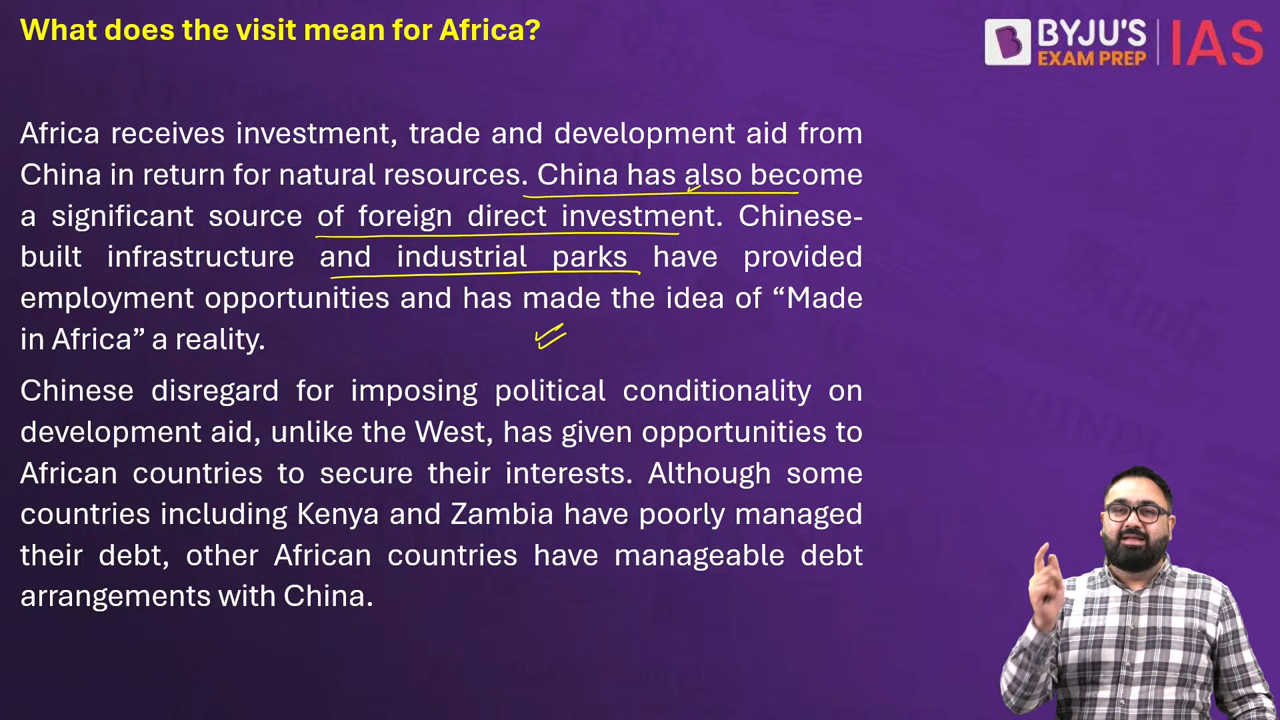 What does the visit mean for Africa?
BYJU'S
EXAM PREP
IAS
Africa receives investment, trade and development aid from
China in return for natural resources. China has also become
a significant source of foreign direct investment. Chinese-
built infrastructure and industrial parks have provided
employment opportunities and has made the idea of “Made
in Africa” a reality.
Chinese disregard for imposing political conditionality on
development aid, unlike the West, has given opportunities to
African countries to secure their interests. Although some
countries including Kenya and Zambia have poorly managed
their debt, other African countries have manageable debt
arrangements with China.